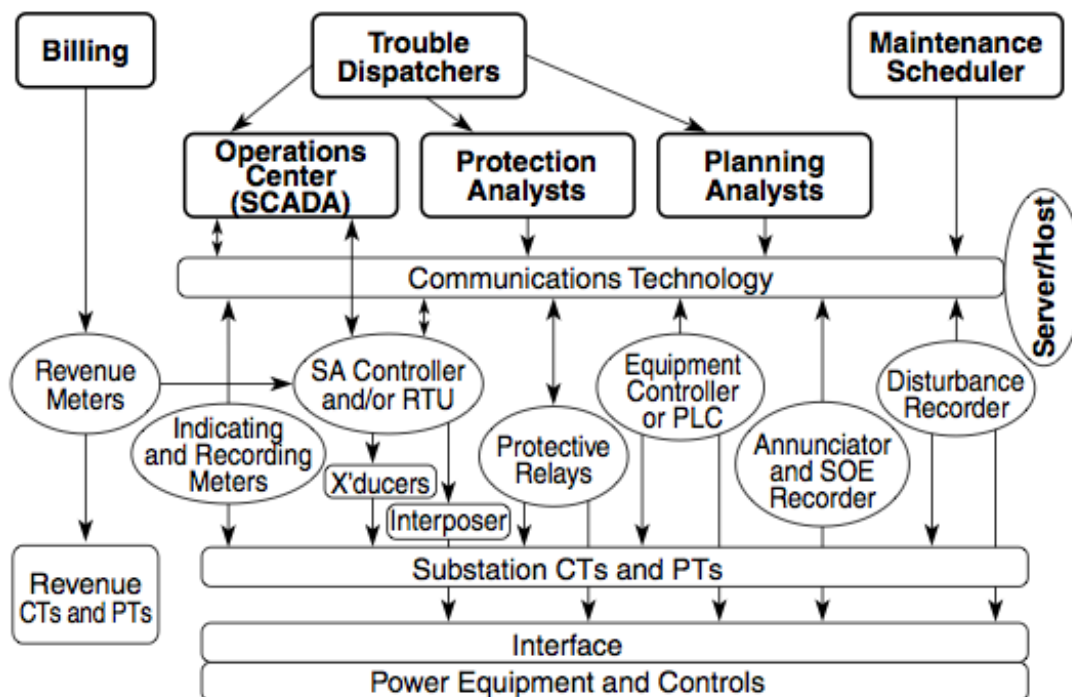 Billing
Trouble
Dispatchers
Maintenance
Scheduler
Operations
Center
(SCADA)
Protection
Analysts
Planning
Analysts
Server/Host
Communications Technology
Revenue
Meters
SA Controller
and/or RTU
Equipment
Controller
or PLC
Disturbance
Recorder
Indicating
and Recording
Meters
Protective
Relays
Annunciator
and SOE
Recorder
X'ducers
Interposer
Revenue
CTs and PTs
Substation CTs and PTs
Interface
Power Equipment and Controls